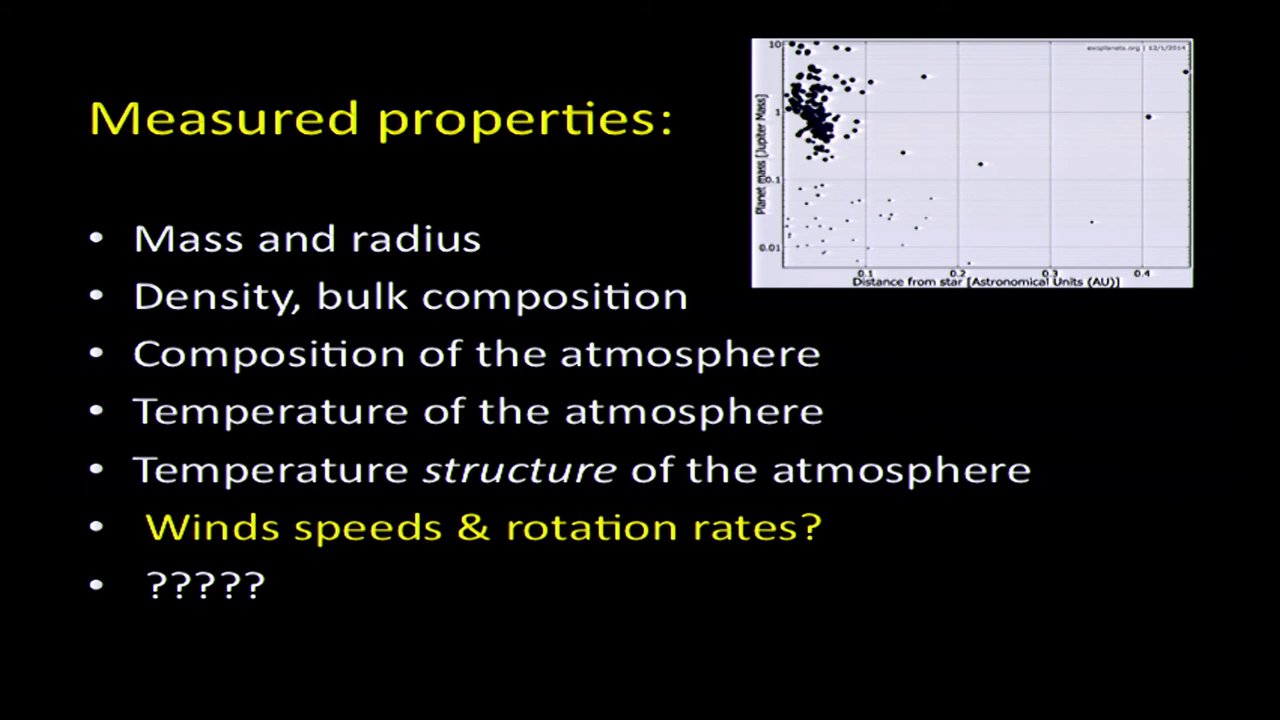 Measured properties:
• Mass and radius
• Density, bulk composition
• Composition of the atmosphere
• Temperature of the atmosphere
• Temperature structure of the atmosphere
• Winds speeds & rotation rates?
• ?????
exoplanets.org | 12/1/2014
Planet mass [Jupiter Mass]
10
1
0.1
0.01
0.1 0.2 0.3 0.4
Distance from star [Astronomical Units (AU)]